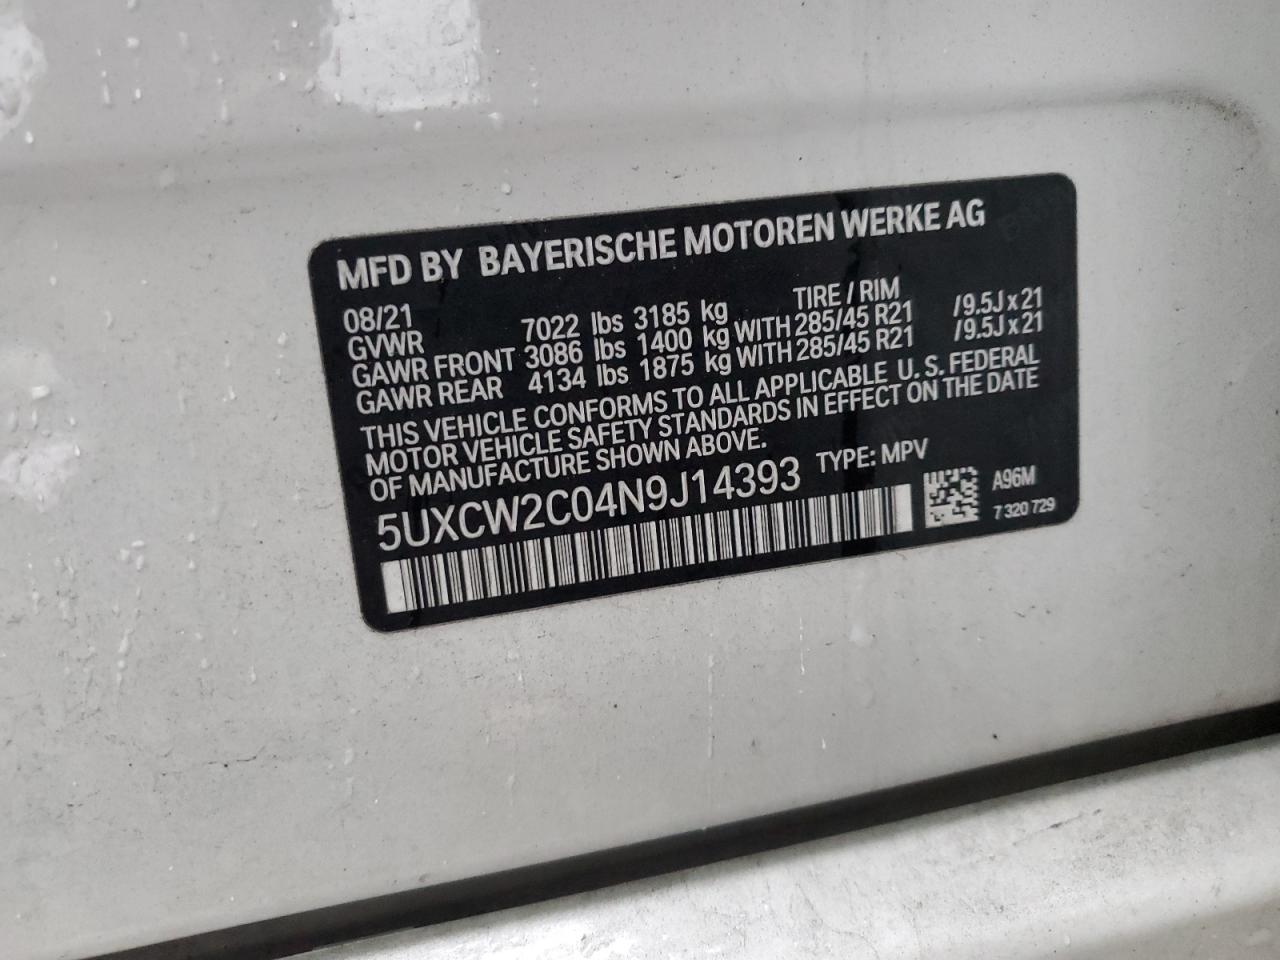 MFD BY BAYERISCHE MOTOREN WERKE AG
08/21 TIRE / RIM
GVWR 7022 lbs 3185 kg
GAWR FRONT 3086 lbs 1400 kg WITH 285/45 R21 /9.5J x 21
GAWR REAR 4134 lbs 1875 kg WITH 285/45 R21 /9.5J x 21
THIS VEHICLE CONFORMS TO ALL APPLICABLE U. S. FEDERAL
MOTOR VEHICLE SAFETY STANDARDS IN EFFECT ON THE DATE
OF MANUFACTURE SHOWN ABOVE.
5UXCW2C04N9J14393 TYPE: MPV
A96M
7 320 729